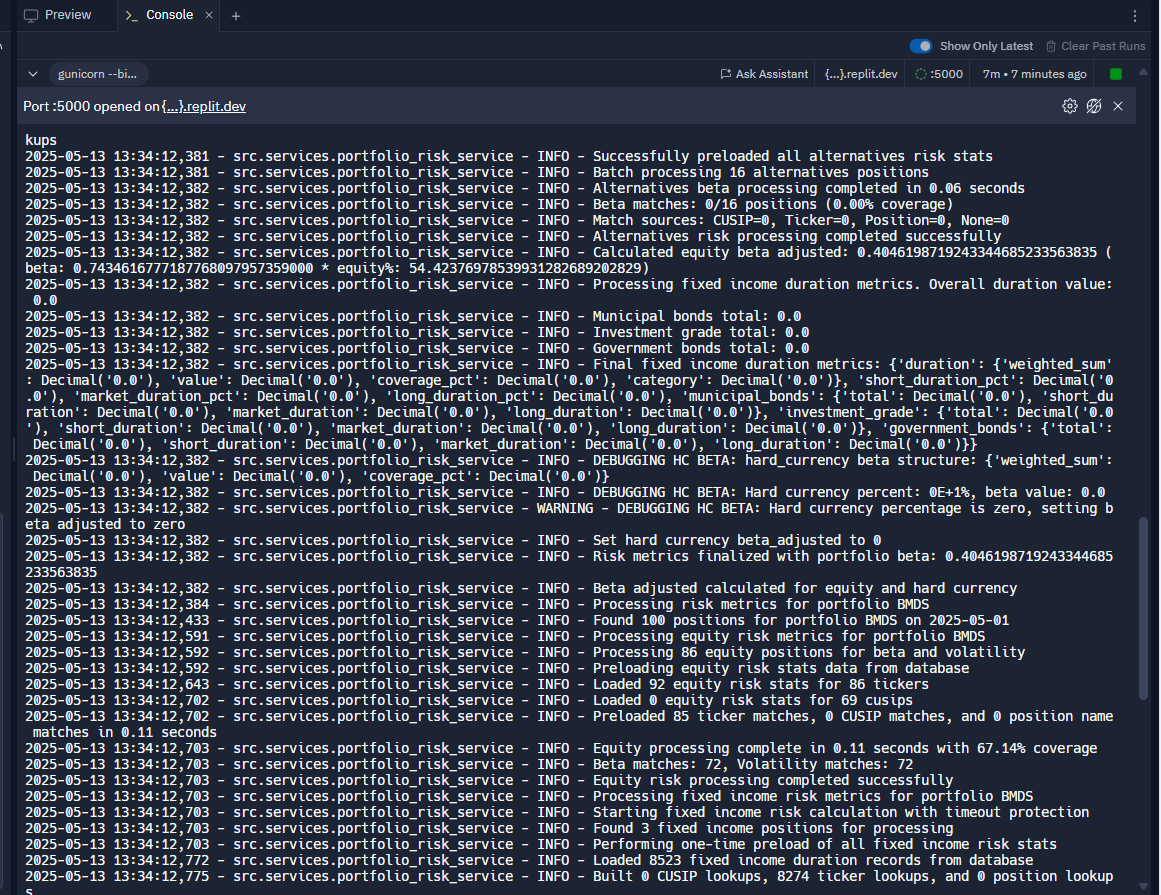 Preview
Console
Show Only Latest
Clear Past Runs
gunicorn --bi...
Ask Assistant
{...}.replit.dev
:5000
7m • 7 minutes ago
Port :5000 opened on {...}.replit.dev
kups
2025-05-13 13:34:12,381 - src.services.portfolio_risk_service - INFO - Successfully preloaded all alternatives risk stats
2025-05-13 13:34:12,381 - src.services.portfolio_risk_service - INFO - Batch processing 16 alternatives positions
2025-05-13 13:34:12,382 - src.services.portfolio_risk_service - INFO - Alternatives beta processing completed in 0.06 seconds
2025-05-13 13:34:12,382 - src.services.portfolio_risk_service - INFO - Beta matches: 0/16 positions (0.00% coverage)
2025-05-13 13:34:12,382 - src.services.portfolio_risk_service - INFO - Match sources: CUSIP=0, Ticker=0, Position=0, None=0
2025-05-13 13:34:12,382 - src.services.portfolio_risk_service - INFO - Alternatives risk processing completed successfully
2025-05-13 13:34:12,382 - src.services.portfolio_risk_service - INFO - Calculated equity beta adjusted: 0.4046198719243344685233563835 (
beta: 0.7434616777187768097957359000 * equity%: 54.42376978539931282689202829)
2025-05-13 13:34:12,382 - src.services.portfolio_risk_service - INFO - Processing fixed income duration metrics. Overall duration value:
0.0
2025-05-13 13:34:12,382 - src.services.portfolio_risk_service - INFO - Municipal bonds total: 0.0
2025-05-13 13:34:12,382 - src.services.portfolio_risk_service - INFO - Investment grade total: 0.0
2025-05-13 13:34:12,382 - src.services.portfolio_risk_service - INFO - Government bonds total: 0.0
2025-05-13 13:34:12,382 - src.services.portfolio_risk_service - INFO - Final fixed income duration metrics: {'duration': {'weighted_sum'
: Decimal('0.0'), 'value': Decimal('0.0'), 'coverage_pct': Decimal('0.0'), 'category': Decimal('0.0')}, 'short_duration_pct': Decimal('0
.0'), 'market_duration_pct': Decimal('0.0'), 'long_duration_pct': Decimal('0.0'), 'municipal_bonds': {'total': Decimal('0.0'), 'short_du
ration': Decimal('0.0'), 'market_duration': Decimal('0.0'), 'long_duration': Decimal('0.0')}, 'investment_grade': {'total': Decimal('0.0
'), 'short_duration': Decimal('0.0'), 'market_duration': Decimal('0.0'), 'long_duration': Decimal('0.0')}, 'government_bonds': {'total':
Decimal('0.0'), 'short_duration': Decimal('0.0'), 'market_duration': Decimal('0.0'), 'long_duration': Decimal('0.0')}}
2025-05-13 13:34:12,382 - src.services.portfolio_risk_service - INFO - DEBUGGING HC BETA: hard_currency beta structure: {'weighted_sum':
Decimal('0.0'), 'value': Decimal('0.0'), 'coverage_pct': Decimal('0.0')}
2025-05-13 13:34:12,382 - src.services.portfolio_risk_service - INFO - DEBUGGING HC BETA: Hard currency percent: 0E+1%, beta value: 0.0
2025-05-13 13:34:12,382 - src.services.portfolio_risk_service - WARNING - DEBUGGING HC BETA: Hard currency percentage is zero, setting b
eta adjusted to zero
2025-05-13 13:34:12,382 - src.services.portfolio_risk_service - INFO - Set hard currency beta_adjusted to 0
2025-05-13 13:34:12,382 - src.services.portfolio_risk_service - INFO - Risk metrics finalized with portfolio beta: 0.4046198719243344685
233563835
2025-05-13 13:34:12,382 - src.services.portfolio_risk_service - INFO - Beta adjusted calculated for equity and hard currency
2025-05-13 13:34:12,384 - src.services.portfolio_risk_service - INFO - Processing risk metrics for portfolio BMDS
2025-05-13 13:34:12,433 - src.services.portfolio_risk_service - INFO - Found 100 positions for portfolio BMDS on 2025-05-01
2025-05-13 13:34:12,591 - src.services.portfolio_risk_service - INFO - Processing equity risk metrics for portfolio BMDS
2025-05-13 13:34:12,592 - src.services.portfolio_risk_service - INFO - Processing 86 equity positions for beta and volatility
2025-05-13 13:34:12,592 - src.services.portfolio_risk_service - INFO - Preloading equity risk stats data from database
2025-05-13 13:34:12,643 - src.services.portfolio_risk_service - INFO - Loaded 92 equity risk stats for 86 tickers
2025-05-13 13:34:12,702 - src.services.portfolio_risk_service - INFO - Loaded 0 equity risk stats for 69 cusips
2025-05-13 13:34:12,702 - src.services.portfolio_risk_service - INFO - Preloaded 85 ticker matches, 0 CUSIP matches, and 0 position name
matches in 0.11 seconds
2025-05-13 13:34:12,703 - src.services.portfolio_risk_service - INFO - Equity processing complete in 0.11 seconds with 67.14% coverage
2025-05-13 13:34:12,703 - src.services.portfolio_risk_service - INFO - Beta matches: 72, Volatility matches: 72
2025-05-13 13:34:12,703 - src.services.portfolio_risk_service - INFO - Equity risk processing completed successfully
2025-05-13 13:34:12,703 - src.services.portfolio_risk_service - INFO - Processing fixed income risk metrics for portfolio BMDS
2025-05-13 13:34:12,703 - src.services.portfolio_risk_service - INFO - Starting fixed income risk calculation with timeout protection
2025-05-13 13:34:12,703 - src.services.portfolio_risk_service - INFO - Found 3 fixed income positions for processing
2025-05-13 13:34:12,703 - src.services.portfolio_risk_service - INFO - Performing one-time preload of all fixed income risk stats
2025-05-13 13:34:12,772 - src.services.portfolio_risk_service - INFO - Loaded 8523 fixed income duration records from database
2025-05-13 13:34:12,775 - src.services.portfolio_risk_service - INFO - Built 0 CUSIP lookups, 8274 ticker lookups, and 0 position lookup
s